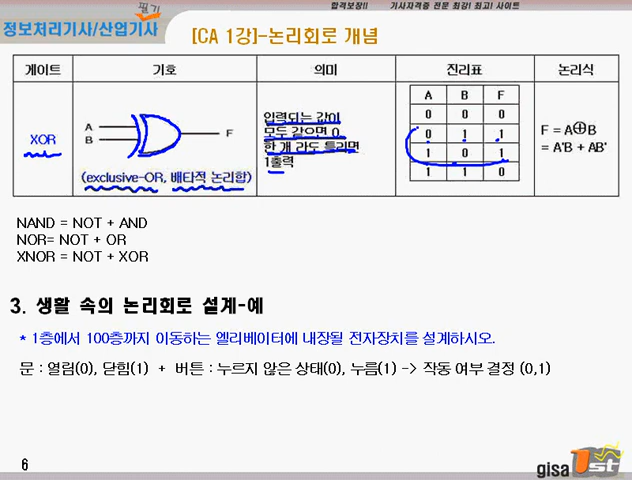 합격보장!! 기사자격증 전문 최강! 최고! 사이트
필기
정보처리기사/산업기사
[CA 1강]-논리회로 개념
게이트 기호 의미 진리표 논리식
XOR
A
B
F
(exclusive-OR, 배타적 논리합)
입력되는 값이
모두 같으면 0,
한 개 라도 틀리면
1출력
A B F
0 0 0
0 1 1
1 0 1
1 1 0
F = A⊕B
= A'B + AB'
NAND = NOT + AND
NOR= NOT + OR
XNOR = NOT + XOR
3. 생활 속의 논리회로 설계-예
* 1층에서 100층까지 이동하는 엘리베이터에 내장될 전자장치를 설계하시오.
문 : 열림(0), 닫힘(1) + 버튼 : 누르지 않은 상태(0), 누름(1) -> 작동 여부 결정 (0,1)
6
gisa 1st